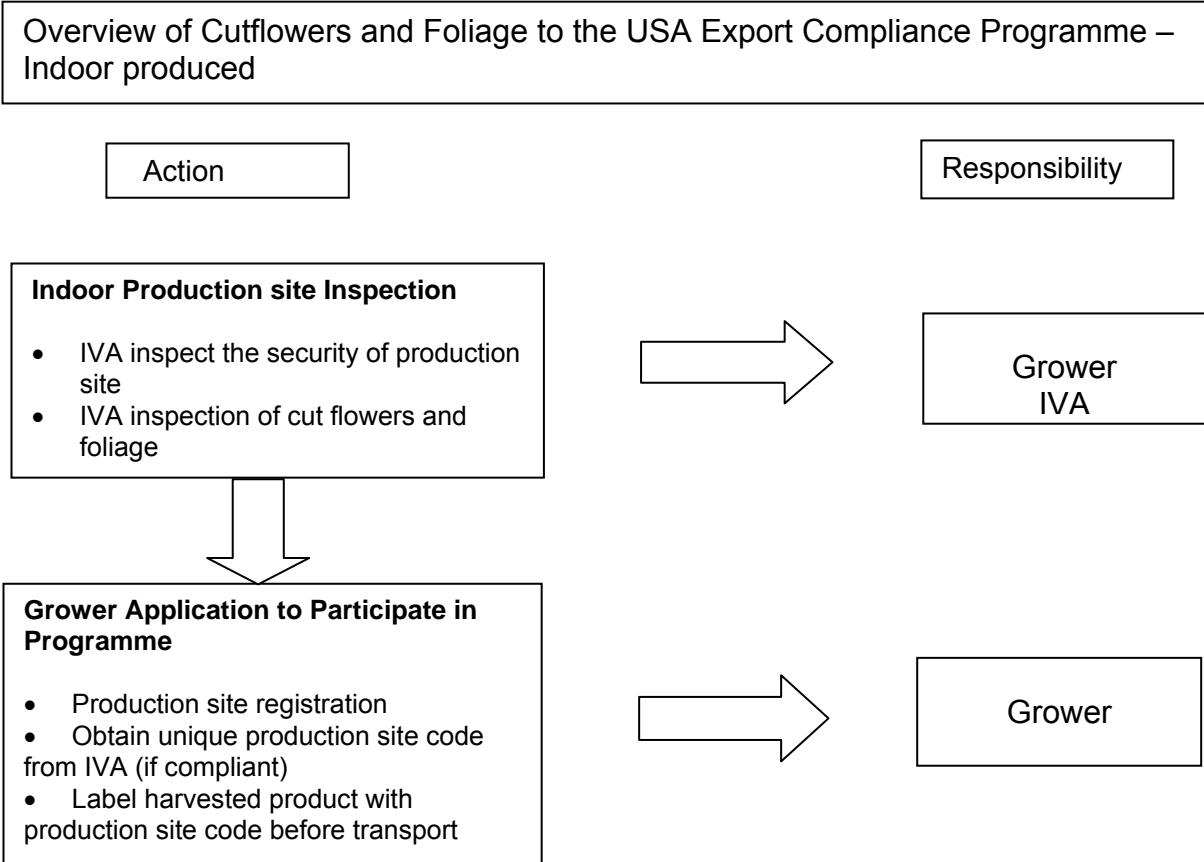 Overview of Cutflowers and Foliage to the USA Export Compliance Programme –
Indoor produced
Action
Responsibility
Indoor Production site Inspection
• IVA inspect the security of production
site
• IVA inspection of cut flowers and
foliage
Grower
IVA
Grower Application to Participate in
Programme
• Production site registration
• Obtain unique production site code
from IVA (if compliant)
• Label harvested product with
production site code before transport
Grower